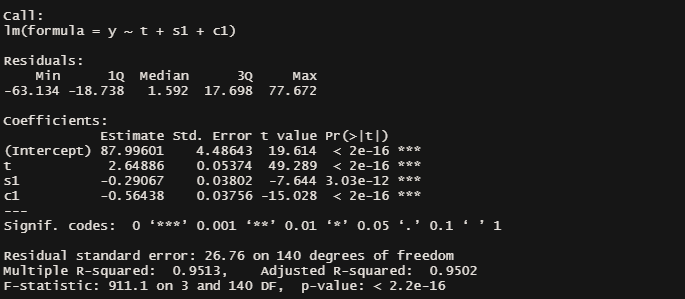 Call:
lm(formula = y ~ t + s1 + c1)
Residuals:
Min 1Q Median 3Q Max
-63.134 -18.738 1.592 17.698 77.672
Coefficients:
Estimate Std. Error t value Pr(>|t|)
(Intercept) 87.99601 4.48643 19.614 < 2e-16 ***
t 2.64886 0.05374 49.289 < 2e-16 ***
s1 -0.29067 0.03802 -7.644 3.03e-12 ***
c1 -0.56438 0.03756 -15.028 < 2e-16 ***
---
Signif. codes: 0 ‘***’ 0.001 ‘**’ 0.01 ‘*’ 0.05 ‘.’ 0.1 ‘ ’ 1
Residual standard error: 26.76 on 140 degrees of freedom
Multiple R-squared: 0.9513, Adjusted R-squared: 0.9502
F-statistic: 911.1 on 3 and 140 DF, p-value: < 2.2e-16